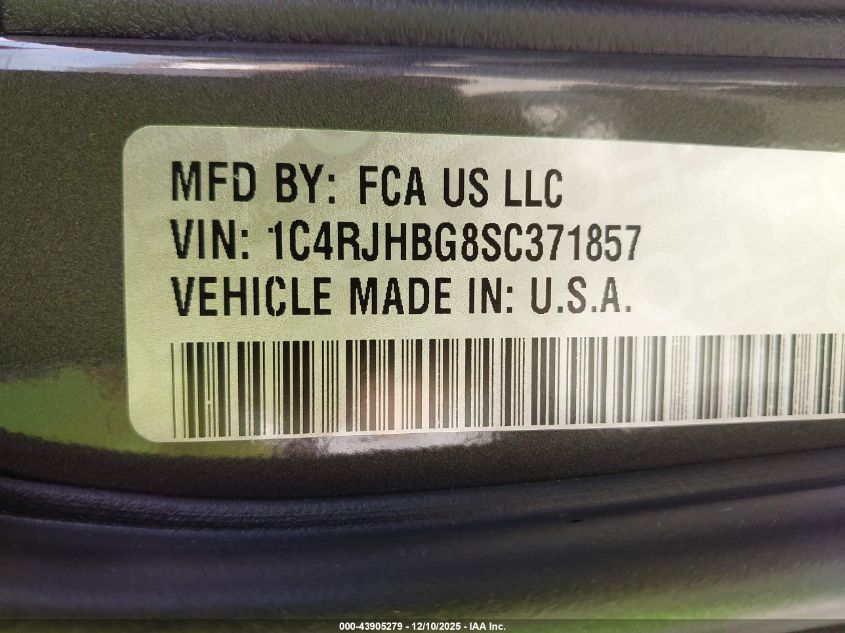 MFD BY: FCA US LLC
VIN: 1C4RJHBG8SC371857
VEHICLE MADE IN: U.S.A.
000-43905279 - 12/10/2025 - IAA Inc.